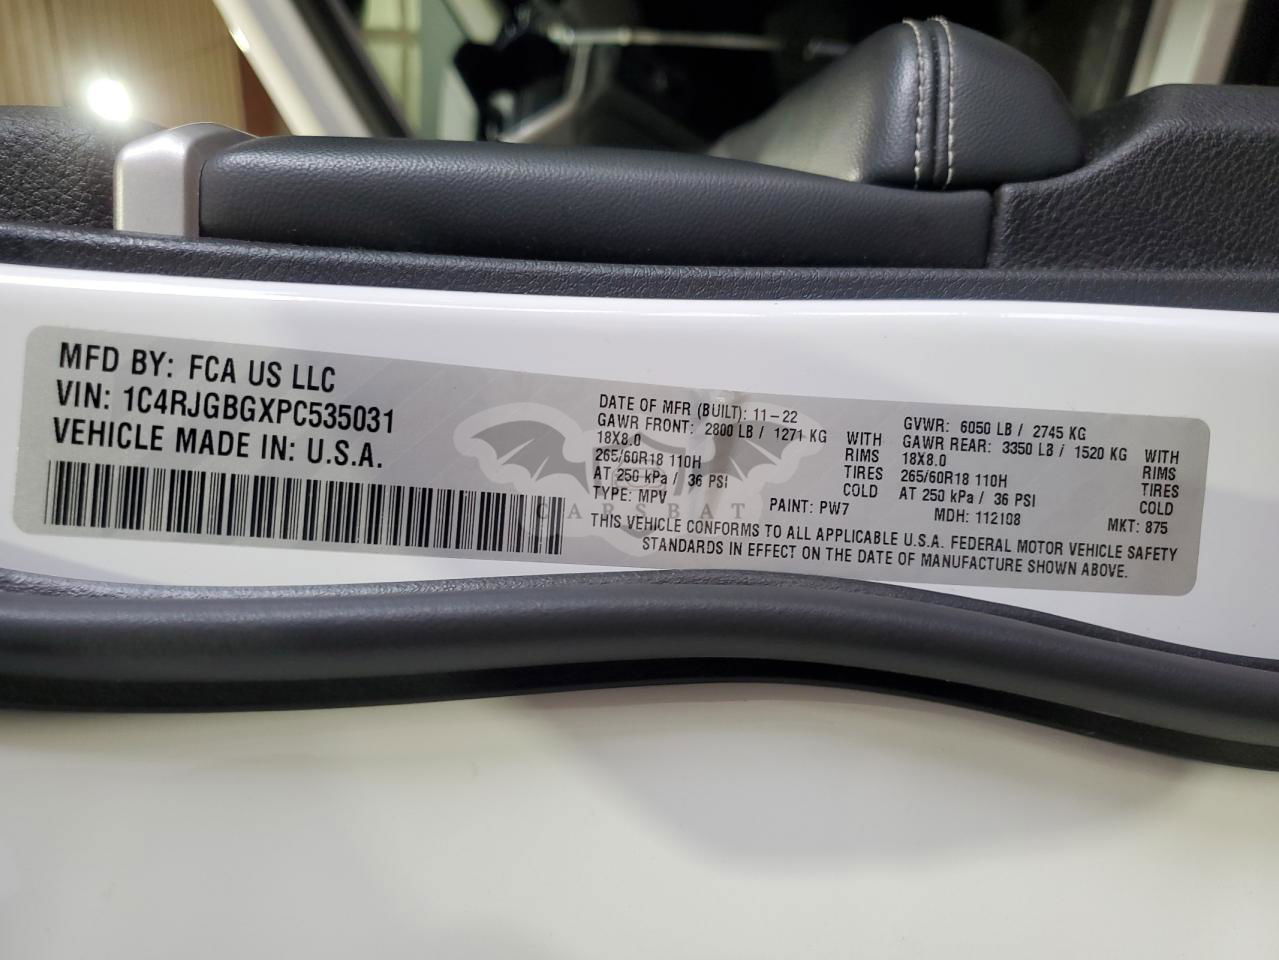 MFD BY: FCA US LLC
VIN: 1C4RJGBGXPC535031
VEHICLE MADE IN: U.S.A.
DATE OF MFR (BUILT): 11-22
GAWR FRONT: 2800 LB / 1271 KG WITH
18X8.0 RIMS
265/60R18 110H TIRES
AT 250 kPa / 36 PSI COLD
TYPE: MPV PAINT: PW7
GVWR: 6050 LB / 2745 KG
GAWR REAR: 3350 LB / 1520 KG WITH
18X8.0 RIMS
265/60R18 110H TIRES
AT 250 kPa / 36 PSI COLD
MDH: 112108 MKT: 875
THIS VEHICLE CONFORMS TO ALL APPLICABLE U.S.A. FEDERAL MOTOR VEHICLE SAFETY
STANDARDS IN EFFECT ON THE DATE OF MANUFACTURE SHOWN ABOVE.
CARSBAT